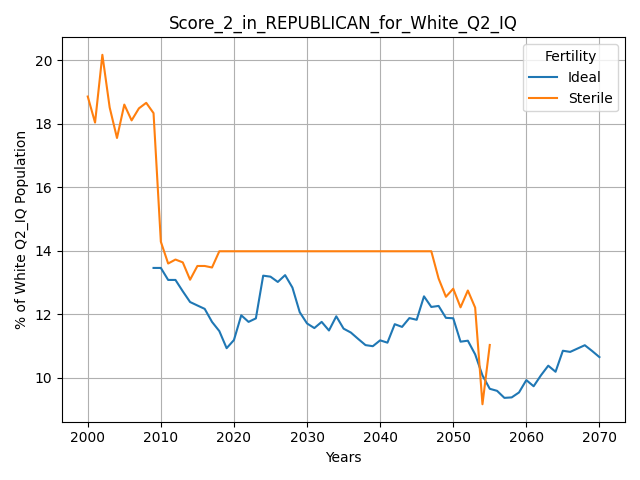 Score_2_in_REPUBLICAN_for_White_Q2_IQ
Fertility
Ideal
Sterile
% of White Q2_IQ Population
20
18
16
14
12
10
2000 2010 2020 2030 2040 2050 2060 2070
Years